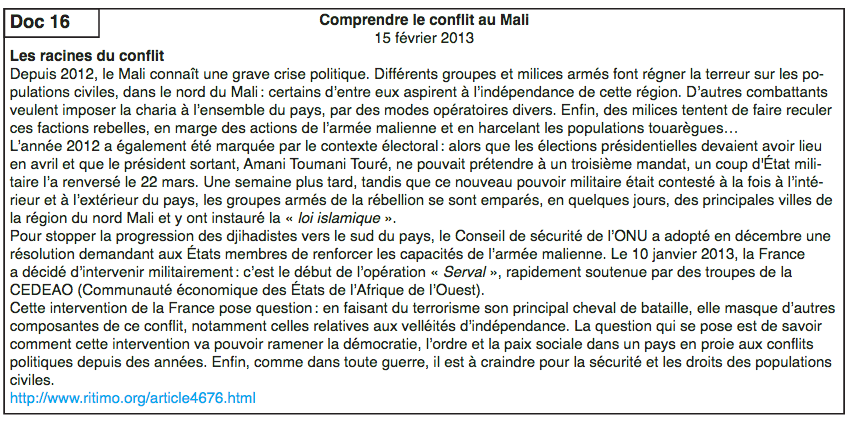 Doc 16
Comprendre le conflit au Mali
15 février 2013
Les racines du conflit
Depuis 2012, le Mali connaît une grave crise politique. Différents groupes et milices armés font régner la terreur sur les po-
pulations civiles, dans le nord du Mali : certains d'entre eux aspirent à l'indépendance de cette région. D'autres combattants
veulent imposer la charia à l'ensemble du pays, par des modes opératoires divers. Enfin, des milices tentent de faire reculer
ces factions rebelles, en marge des actions de l'armée malienne et en harcelant les populations touarègues…
L'année 2012 a également été marquée par le contexte électoral : alors que les élections présidentielles devaient avoir lieu
en avril et que le président sortant, Amani Toumani Touré, ne pouvait prétendre à un troisième mandat, un coup d'État mili-
taire l'a renversé le 22 mars. Une semaine plus tard, tandis que ce nouveau pouvoir militaire était contesté à la fois à l'inté-
rieur et à l'extérieur du pays, les groupes armés de la rébellion se sont emparés, en quelques jours, des principales villes de
la région du nord Mali et y ont instauré la « loi islamique ».
Pour stopper la progression des djihadistes vers le sud du pays, le Conseil de sécurité de l'ONU a adopté en décembre une
résolution demandant aux États membres de renforcer les capacités de l'armée malienne. Le 10 janvier 2013, la France
a décidé d'intervenir militairement : c'est le début de l'opération « Serval », rapidement soutenue par des troupes de la
CEDEAO (Communauté économique des États de l'Afrique de l'Ouest).
Cette intervention de la France pose question : en faisant du terrorisme son principal cheval de bataille, elle masque d'autres
composantes de ce conflit, notamment celles relatives aux velléités d'indépendance. La question qui se pose est de savoir
comment cette intervention va pouvoir ramener la démocratie, l'ordre et la paix sociale dans un pays en proie aux conflits
politiques depuis des années. Enfin, comme dans toute guerre, il est à craindre pour la sécurité et les droits des populations
civiles.
http://www.ritimo.org/article4676.html